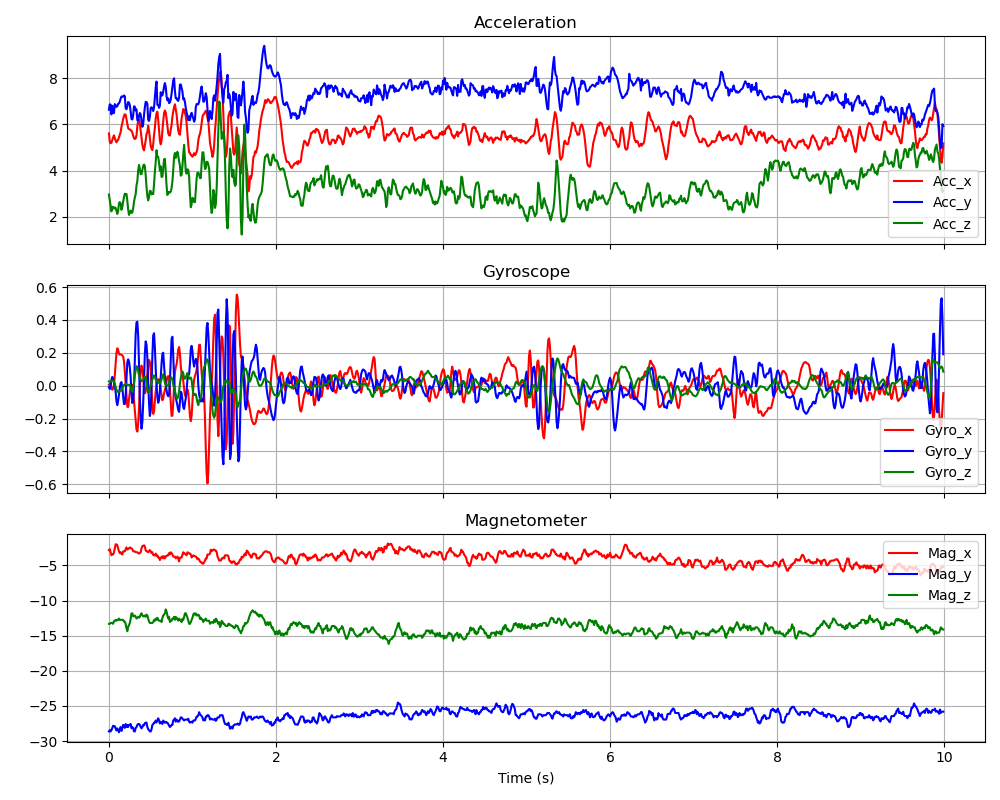 Acceleration
8
6
4
2
Acc_x
Acc_y
Acc_z
Gyroscope
0.6
0.4
0.2
0.0
−0.2
−0.4
−0.6
Gyro_x
Gyro_y
Gyro_z
Magnetometer
−5
−10
−15
−20
−25
−30
Mag_x
Mag_y
Mag_z
0 2 4 6 8 10
Time (s)